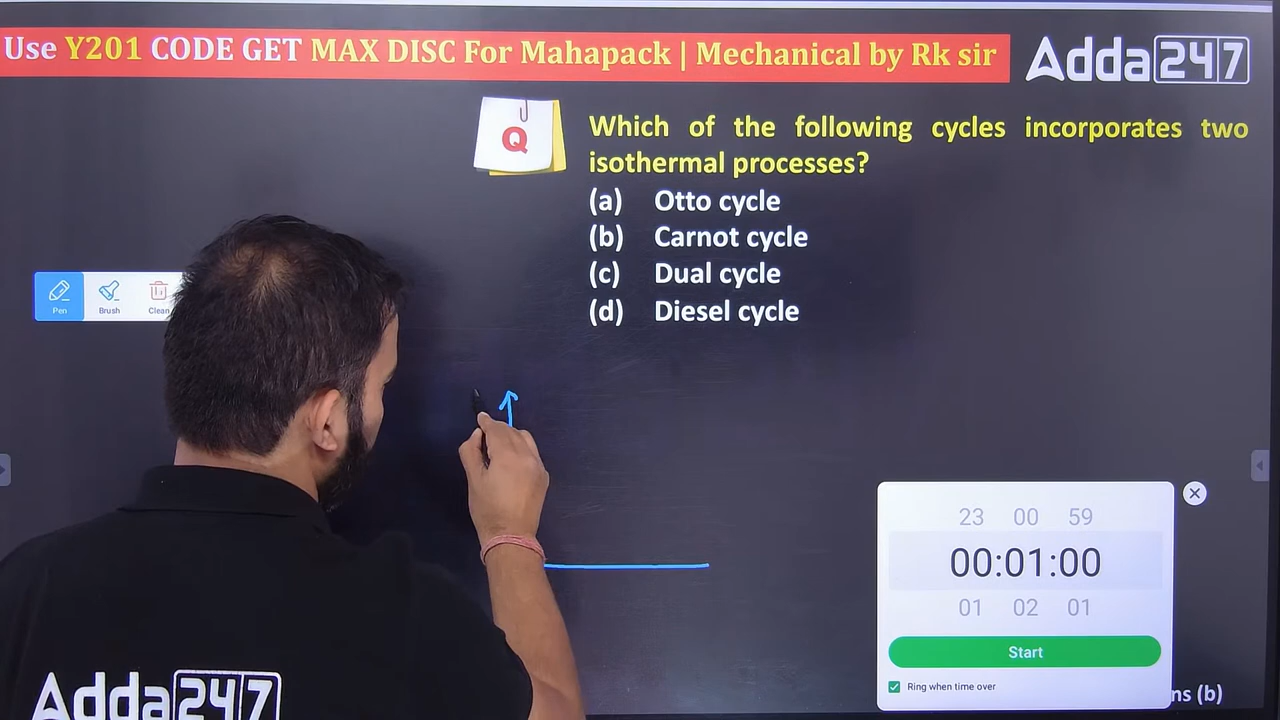 Use Y201 CODE GET MAX DISC For Mahapack | Mechanical by Rk sir
Adda247
Q
Which of the following cycles incorporates two
isothermal processes?
(a) Otto cycle
(b) Carnot cycle
(c) Dual cycle
(d) Diesel cycle
Pen Brush Clean
23 00 59
00:01:00
01 02 01
Start
Ring when time over
ns (b)
Adda247